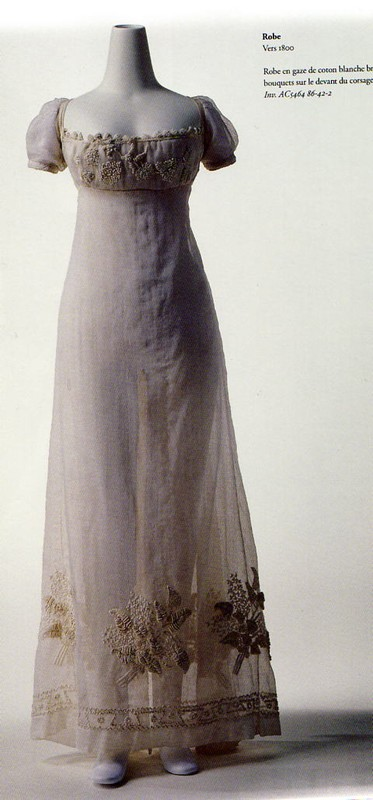 Robe
Vers 1800
Robe en gaze de coton blanche
bouquets sur le devant du corsage
Inv. AC5464 86-42-2